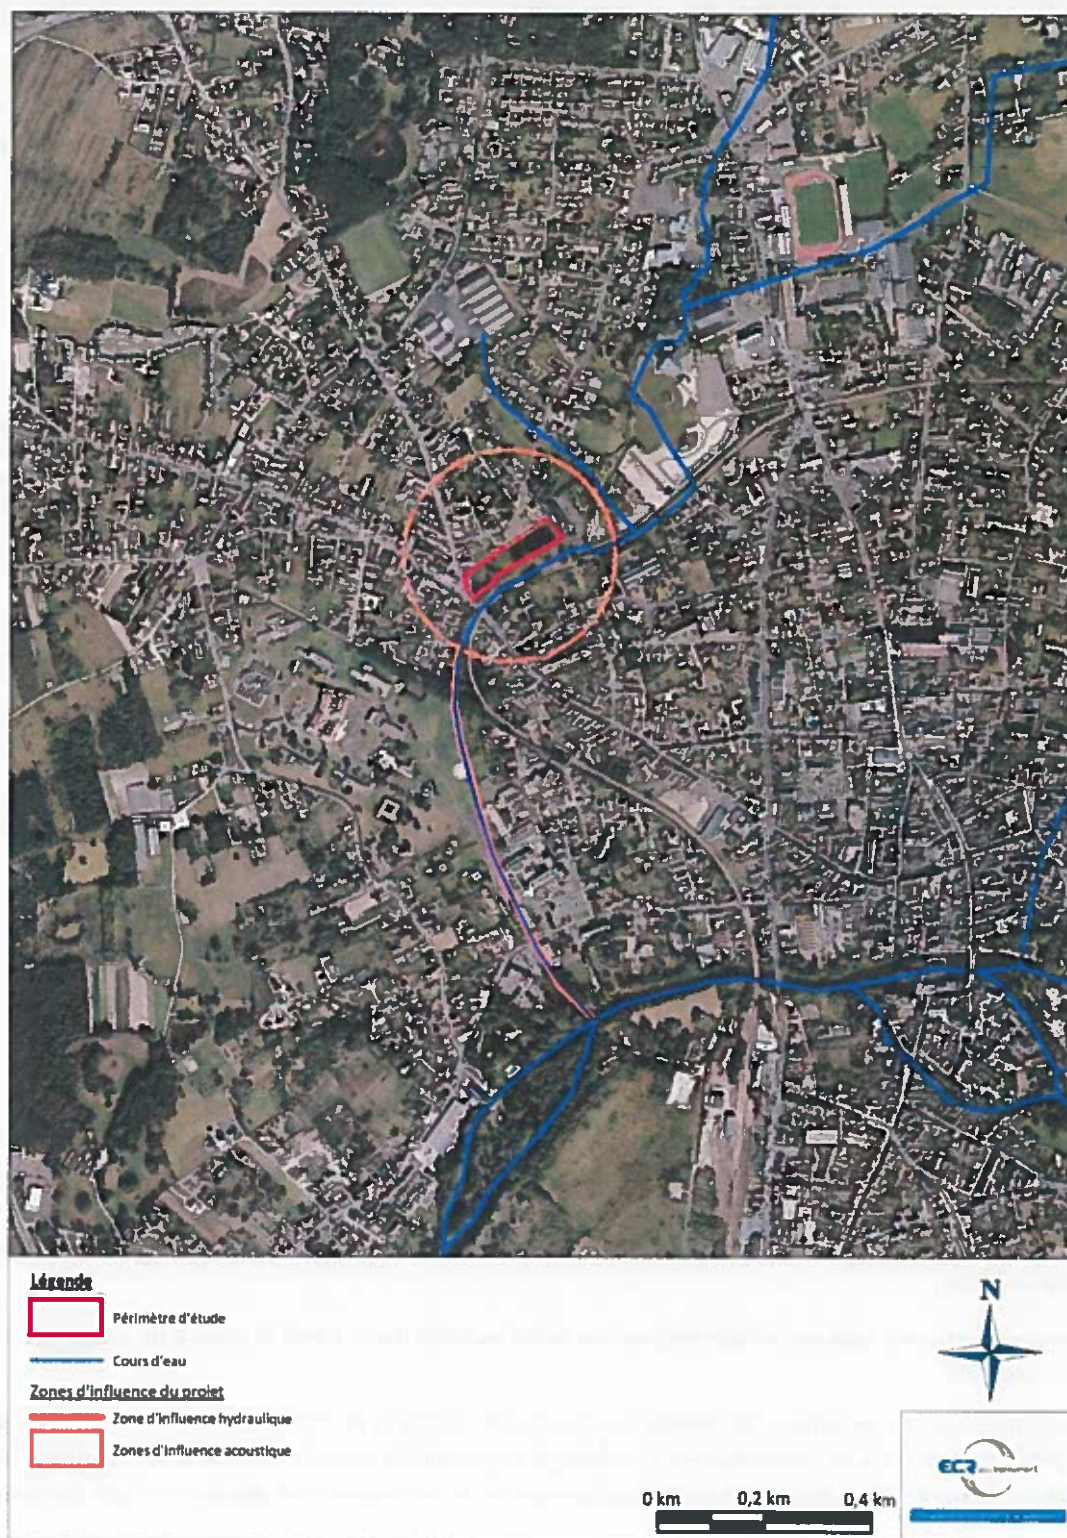 Légende
Périmètre d'étude
Cours d'eau
Zones d'influence du projet
Zone d'influence hydraulique
Zones d'influence acoustique
N
ECR
0 km 0,2 km 0,4 km